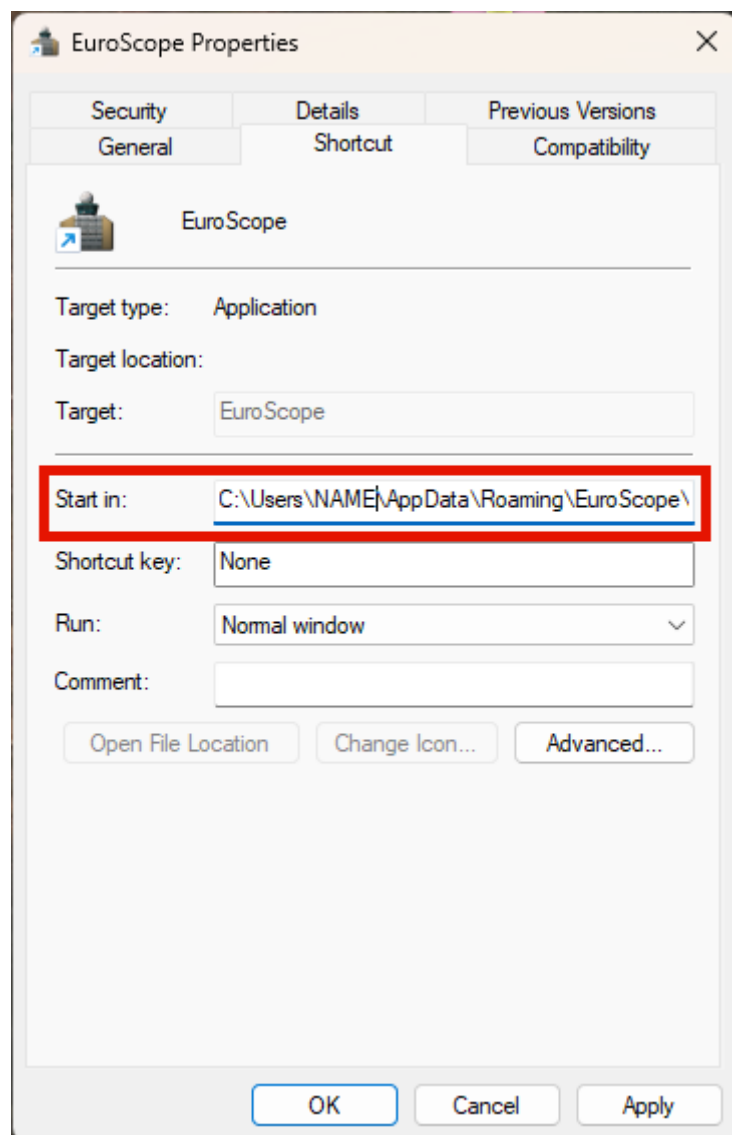 EuroScope Properties
Security Details Previous Versions
General Shortcut Compatibility
EuroScope
Target type: Application
Target location:
Target: EuroScope
Start in: C:\Users\NAME\AppData\Roaming\EuroScope\
Shortcut key: None
Run: Normal window
Comment:
Open File Location Change Icon... Advanced...
OK Cancel Apply